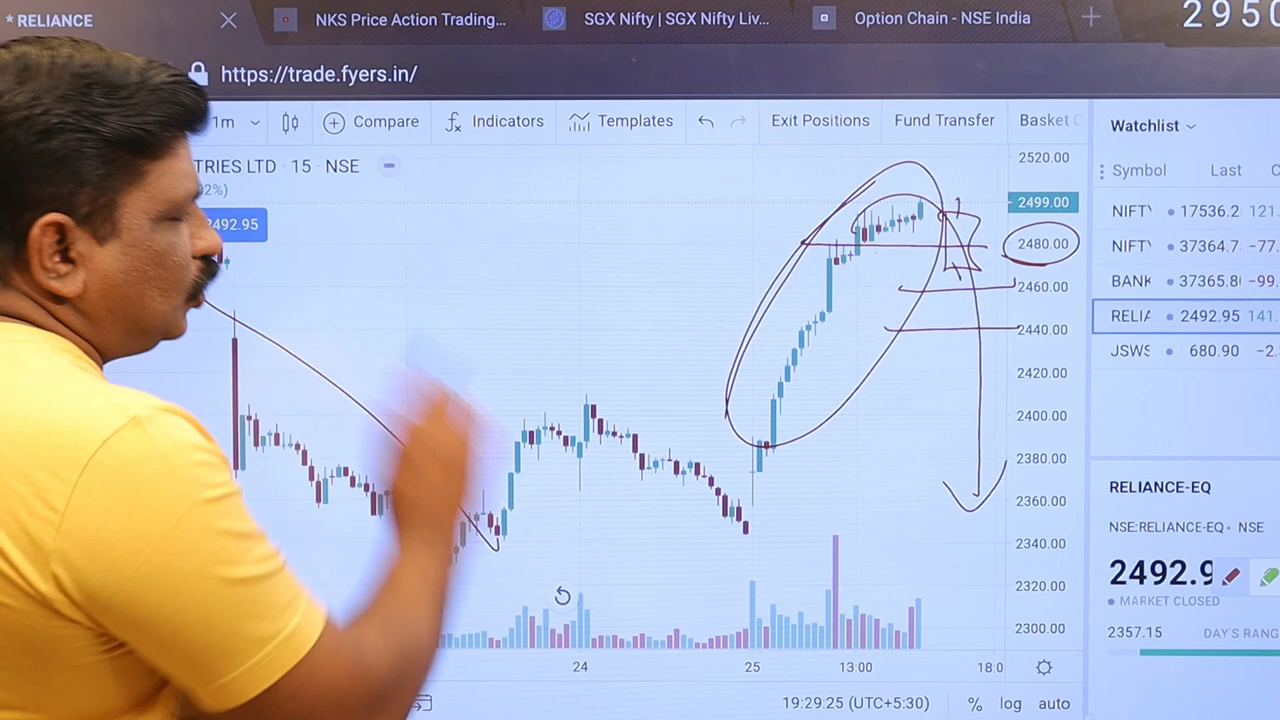 * RELIANCE
NKS Price Action Trading...
SGX Nifty | SGX Nifty Liv...
Option Chain - NSE India
2950
https://trade.fyers.in/
1m
Compare
Indicators
Templates
Exit Positions
Fund Transfer
Basket
TRIES LTD · 15 · NSE
02%)
2492.95
2520.00
2499.00
2480.00
2460.00
2440.00
2420.00
2400.00
2380.00
2360.00
2340.00
2320.00
2300.00
24
25
13:00
18:0
19:29:25 (UTC+5:30)
%
log
auto
Watchlist
Symbol Last C
NIFTY 17536.2 121.
NIFTY 37364.7 -77.
BANK 37365.80 -99.
RELIA 2492.95 141.
JSWS 680.90 -2.
RELIANCE-EQ
NSE:RELIANCE-EQ - NSE
2492.9
MARKET CLOSED
2357.15 DAY'S RANG